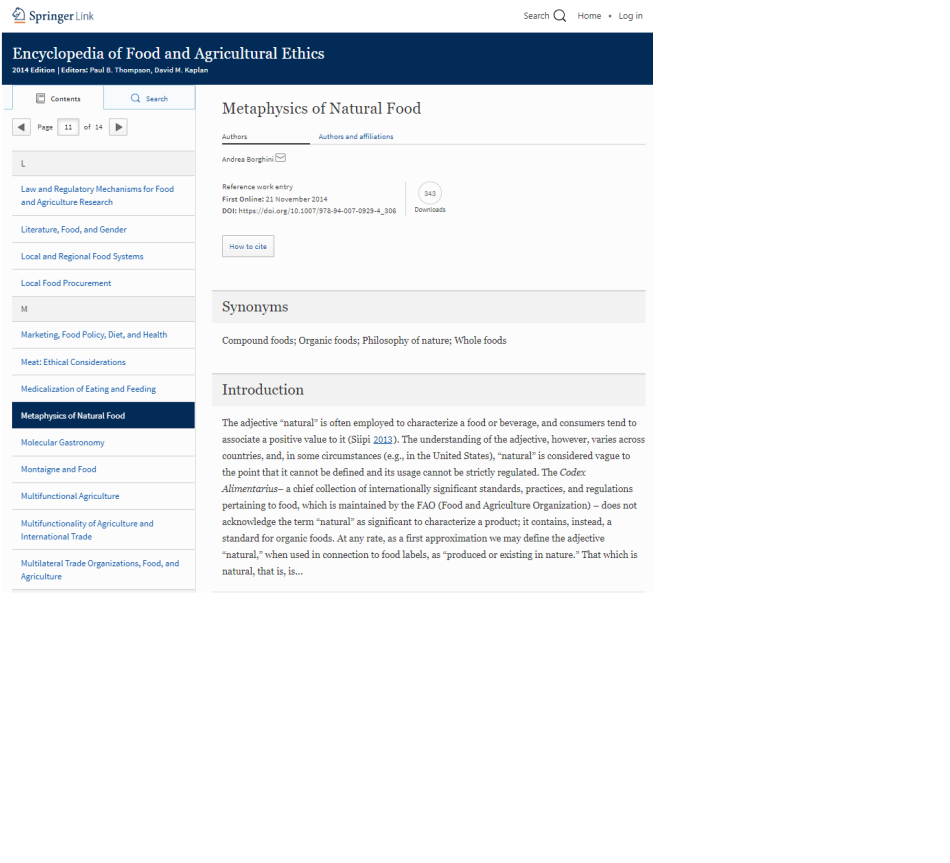 Springer Link
Search Home • Log in
Encyclopedia of Food and Agricultural Ethics
2014 Edition | Editors: Paul B. Thompson, David M. Kaplan
Contents
Search
Page 11 of 14
L
Law and Regulatory Mechanisms for Food
and Agriculture Research
Literature, Food, and Gender
Local and Regional Food Systems
Local Food Procurement
M
Marketing, Food Policy, Diet, and Health
Meat: Ethical Considerations
Medicalization of Eating and Feeding
Metaphysics of Natural Food
Molecular Gastronomy
Montaigne and Food
Multifunctional Agriculture
Multifunctionality of Agriculture and
International Trade
Multilateral Trade Organizations, Food, and
Agriculture
Metaphysics of Natural Food
Authors
Authors and affiliations
Andrea Borghini
Reference work entry
First Online: 21 November 2014
DOI: https://doi.org/10.1007/978-94-007-0929-4_306
343
Downloads
How to cite
Synonyms
Compound foods; Organic foods; Philosophy of nature; Whole foods
Introduction
The adjective “natural” is often employed to characterize a food or beverage, and consumers tend to
associate a positive value to it (Siipi 2013). The understanding of the adjective, however, varies across
countries, and, in some circumstances (e.g., in the United States), “natural” is considered vague to
the point that it cannot be defined and its usage cannot be strictly regulated. The Codex
Alimentarius– a chief collection of internationally significant standards, practices, and regulations
pertaining to food, which is maintained by the FAO (Food and Agriculture Organization) – does not
acknowledge the term “natural” as significant to characterize a product; it contains, instead, a
standard for organic foods. At any rate, as a first approximation we may define the adjective
“natural,” when used in connection to food labels, as “produced or existing in nature.” That which is
natural, that is, is...